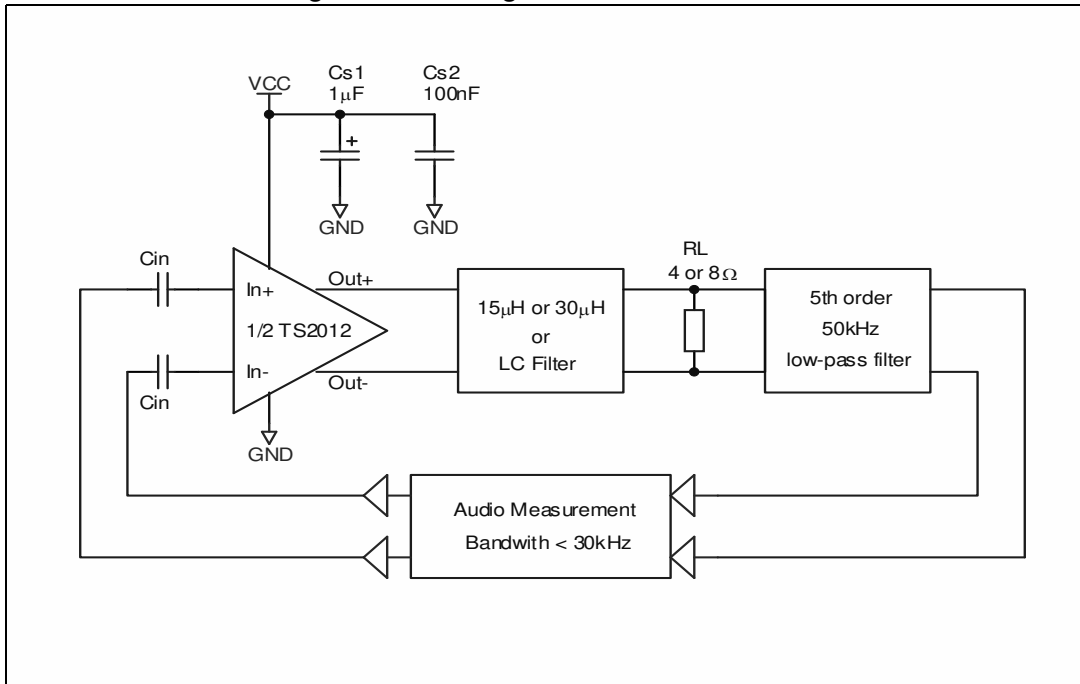 VCC
Cs1
1µF
Cs2
100nF
+
GND
GND
Cin
In+
Out+
1/2 TS2012
In-
Out-
Cin
GND
15µH or 30µH
or
LC Filter
RL
4 or 8Ω
5th order
50kHz
low-pass filter
Audio Measurement
Bandwith < 30kHz